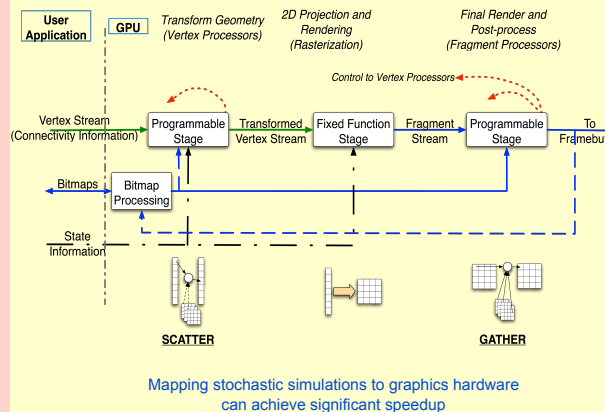 User
Application
GPU
Transform Geometry
(Vertex Processors)
2D Projection and
Rendering
(Rasterization)
Final Render and
Post-process
(Fragment Processors)
Control to Vertex Processors
Vertex Stream
(Connectivity Information)
Programmable
Stage
Transformed
Vertex Stream
Fixed Function
Stage
Fragment
Stream
Programmable
Stage
To
Framebu
Bitmaps
Bitmap
Processing
State
Information
SCATTER
GATHER
Mapping stochastic simulations to graphics hardware
can achieve significant speedup